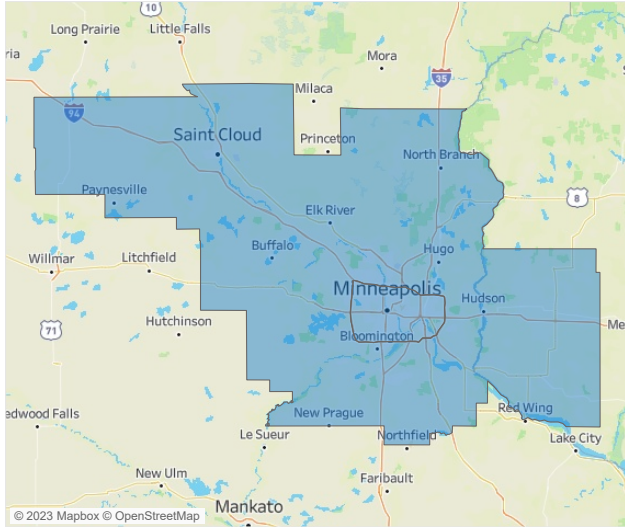 Long Prairie
10
Little Falls
ria
Mora
35
Milaca
94
Saint Cloud
Princeton
North Branch
Paynesville
8
Elk River
Buffalo
Hugo
Willmar
Litchfield
Minneapolis
Hudson
Hutchinson
Me
71
Bloomington
edwood Falls
New Prague
Red Wing
Le Sueur
Northfield
Lake City
New Ulm
Faribault
Mankato
© 2023 Mapbox © OpenStreetMap